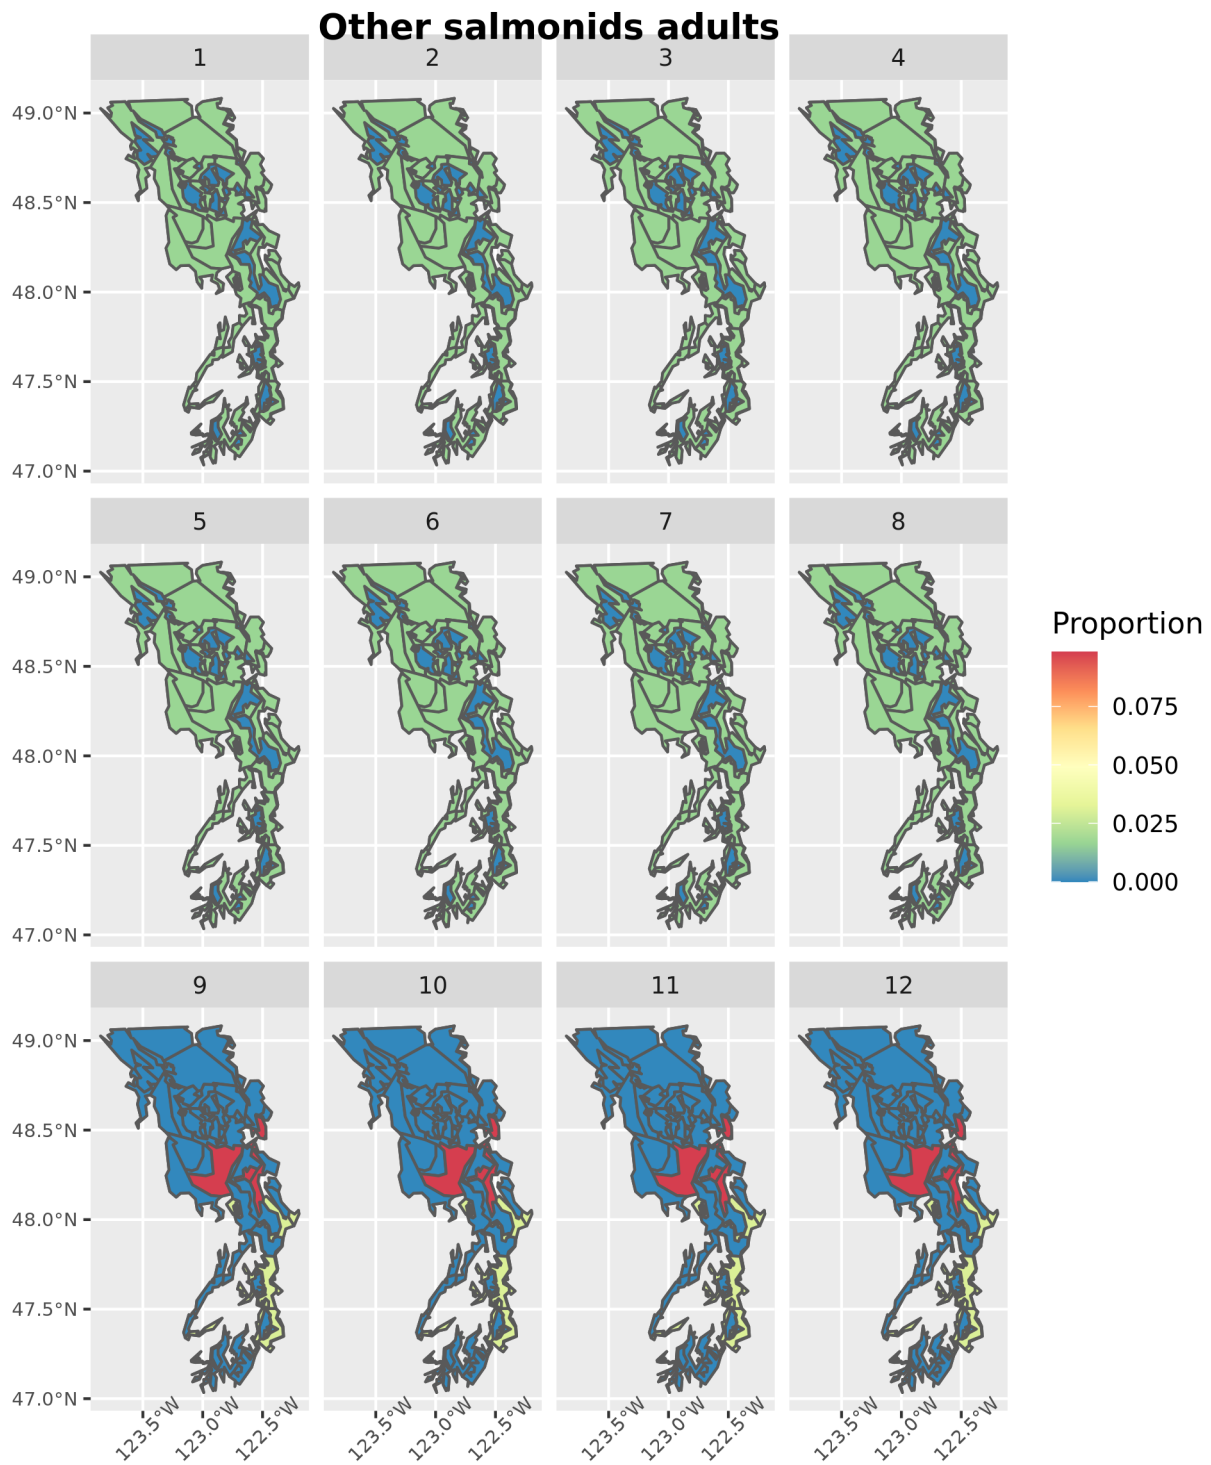 Other salmonids adults
1 2 3 4
49.0°N
48.5°N
48.0°N
47.5°N
47.0°N
5 6 7 8
49.0°N
48.5°N
48.0°N
47.5°N
47.0°N
Proportion
0.075
0.050
0.025
0.000
9 10 11 12
49.0°N
48.5°N
48.0°N
47.5°N
47.0°N
123.5°W 123.0°W 122.5°W 123.5°W 123.0°W 122.5°W 123.5°W 123.0°W 122.5°W 123.5°W 123.0°W 122.5°W